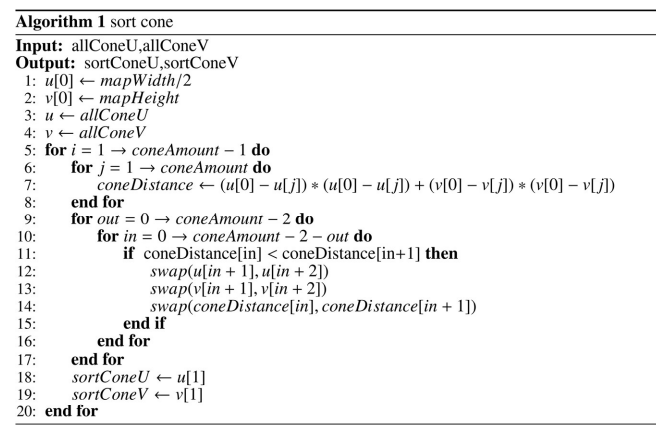 Algorithm 1 sort cone
Input: allConeU,allConeV
Output: sortConeU,sortConeV
1: u[0] ← mapWidth/2
2: v[0] ← mapHeight
3: u ← allConeU
4: v ← allConeV
5: for i = 1 → coneAmount − 1 do
6: for j = 1 → coneAmount do
7: coneDistance ← (u[0] − u[j]) ∗ (u[0] − u[j]) + (v[0] − v[j]) ∗ (v[0] − v[j])
8: end for
9: for out = 0 → coneAmount − 2 do
10: for in = 0 → coneAmount − 2 − out do
11: if coneDistance[in] < coneDistance[in+1] then
12: swap(u[in + 1], u[in + 2])
13: swap(v[in + 1], v[in + 2])
14: swap(coneDistance[in], coneDistance[in + 1])
15: end if
16: end for
17: end for
18: sortConeU ← u[1]
19: sortConeV ← v[1]
20: end for